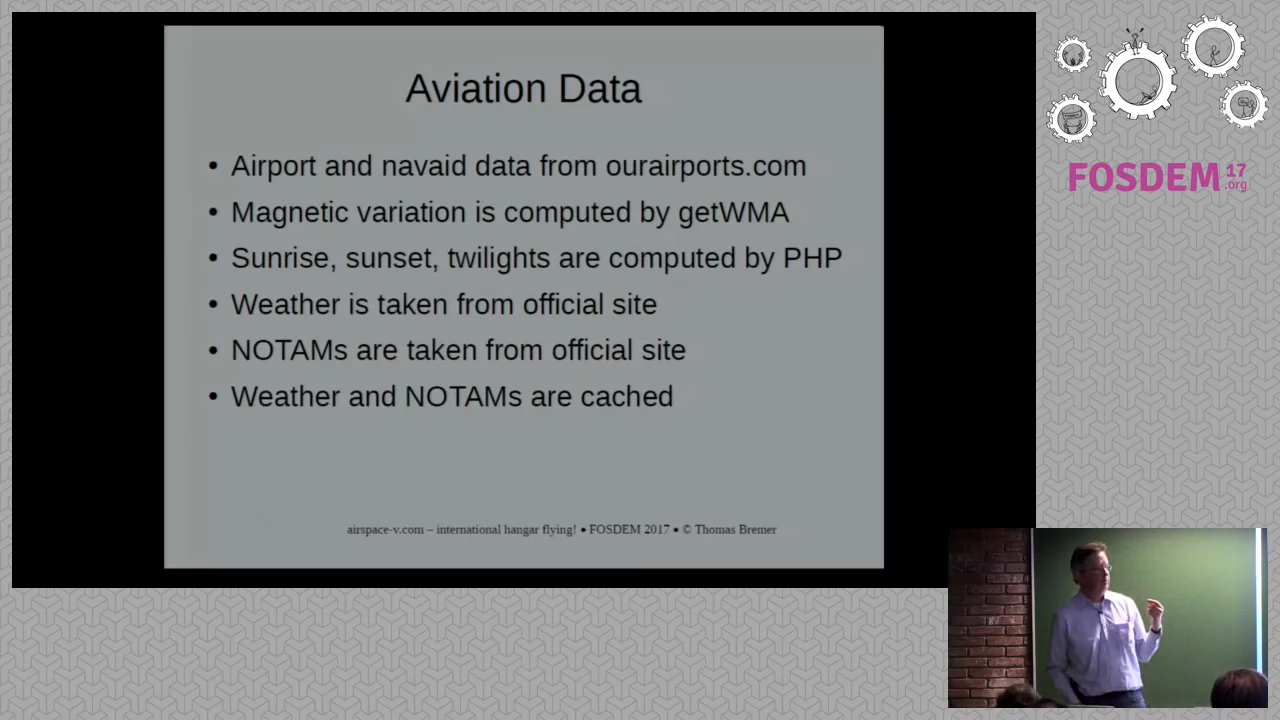 Aviation Data
• Airport and navaid data from ourairports.com
• Magnetic variation is computed by getWMA
• Sunrise, sunset, twilights are computed by PHP
• Weather is taken from official site
• NOTAMs are taken from official site
• Weather and NOTAMs are cached
airspace-v.com – international hangar flying! • FOSDEM 2017 • © Thomas Bremer
FOSDEM 17
.org